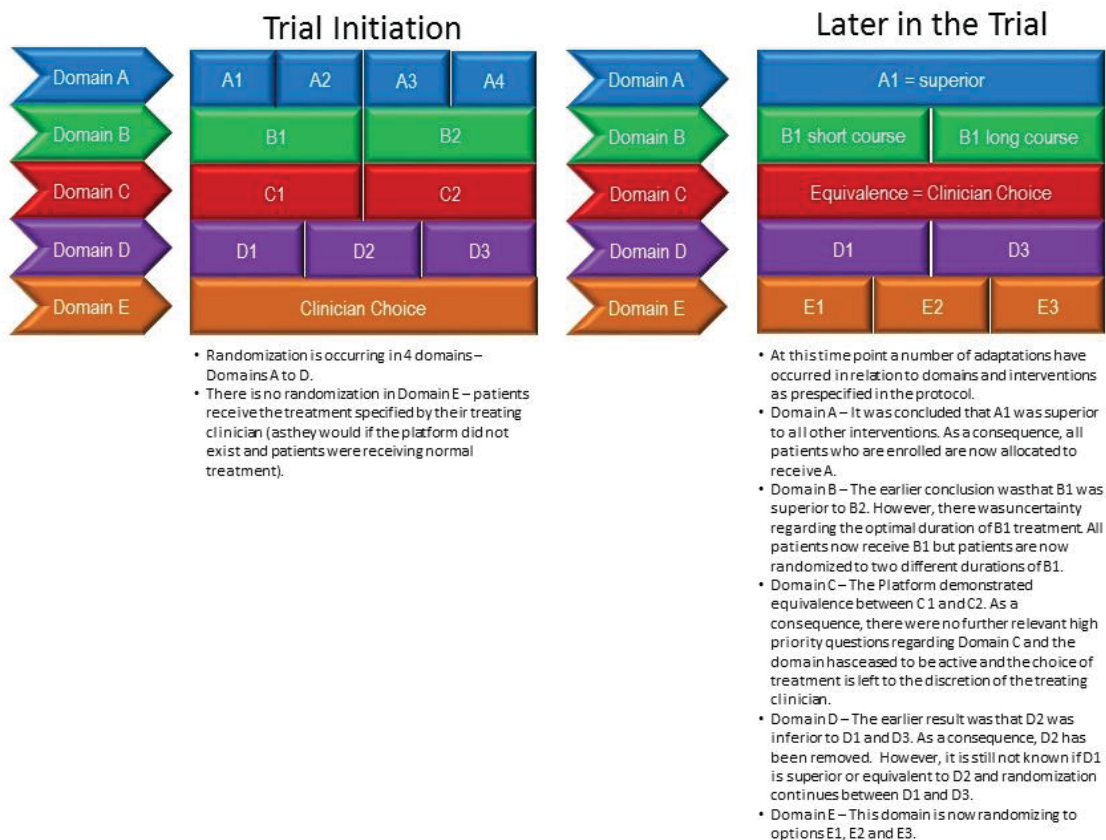 Trial Initiation
Domain A
A1
A2
A3
A4
Domain B
B1
B2
Domain C
C1
C2
Domain D
D1
D2
D3
Domain E
Clinician Choice
• Randomization is occurring in 4 domains –
Domains A to D.
• There is no randomization in Domain E – patients
receive the treatment specified by their treating
clinician (asthey would if the platform did not
exist and patients were receiving normal
treatment).
Later in the Trial
Domain A
A1 = superior
Domain B
B1 short course
B1 long course
Domain C
Equivalence = Clinician Choice
Domain D
D1
D3
Domain E
E1
E2
E3
• At this time point a number of adaptations have
occurred in relation to domains and interventions
as prespecified in the protocol.
• Domain A – It was concluded that A1 was superior
to all other interventions. As a consequence, all
patients who are enrolled are now allocated to
receive A.
• Domain B – The earlier conclusion was that B1 was
superior to B2. However, there was uncertainty
regarding the optimal duration of B1 treatment. All
patients now receive B1 but patients are now
randomized to two different durations of B1.
• Domain C – The Platform demonstrated
equivalence between C1 and C2. As a
consequence, there were no further relevant high
priority questions regarding Domain C and the
domain has ceased to be active and the choice of
treatment is left to the discretion of the treating
clinician.
• Domain D – The earlier result was that D2 was
inferior to D1 and D3. As a consequence, D2 has
been removed. However, it is still not known if D1
is superior or equivalent to D2 and randomization
continues between D1 and D3.
• Domain E – This domain is now randomizing to
options E1, E2 and E3.